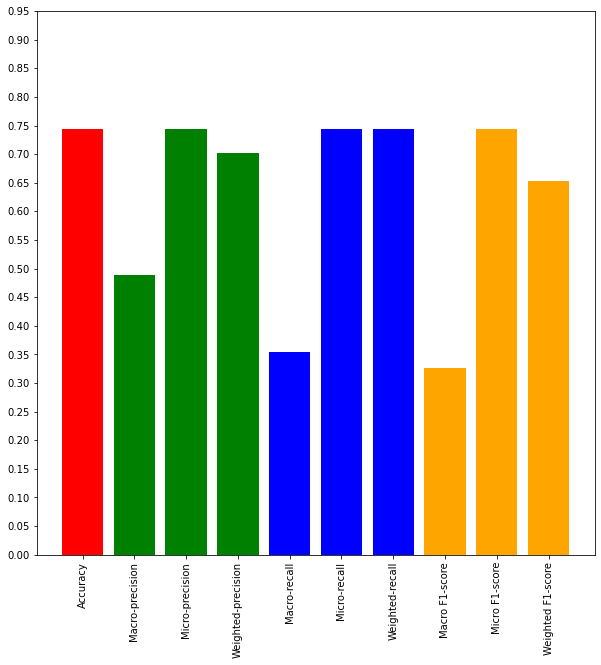 0.95
0.90
0.85
0.80
0.75
0.70
0.65
0.60
0.55
0.50
0.45
0.40
0.35
0.30
0.25
0.20
0.15
0.10
0.05
0.00
Accuracy
Macro-precision
Micro-precision
Weighted-precision
Macro-recall
Micro-recall
Weighted-recall
Macro F1-score
Micro F1-score
Weighted F1-score